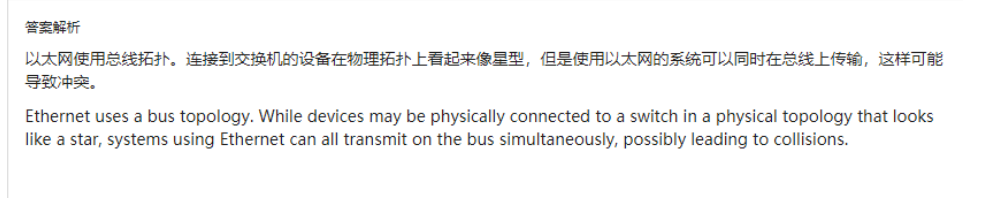 答案解析
以太网使用总线拓扑。连接到交换机的设备在物理拓扑上看起来像星型，但是使用以太网的系统可以同时在总线上传输，这样可能
导致冲突。
Ethernet uses a bus topology. While devices may be physically connected to a switch in a physical topology that looks
like a star, systems using Ethernet can all transmit on the bus simultaneously, possibly leading to collisions.